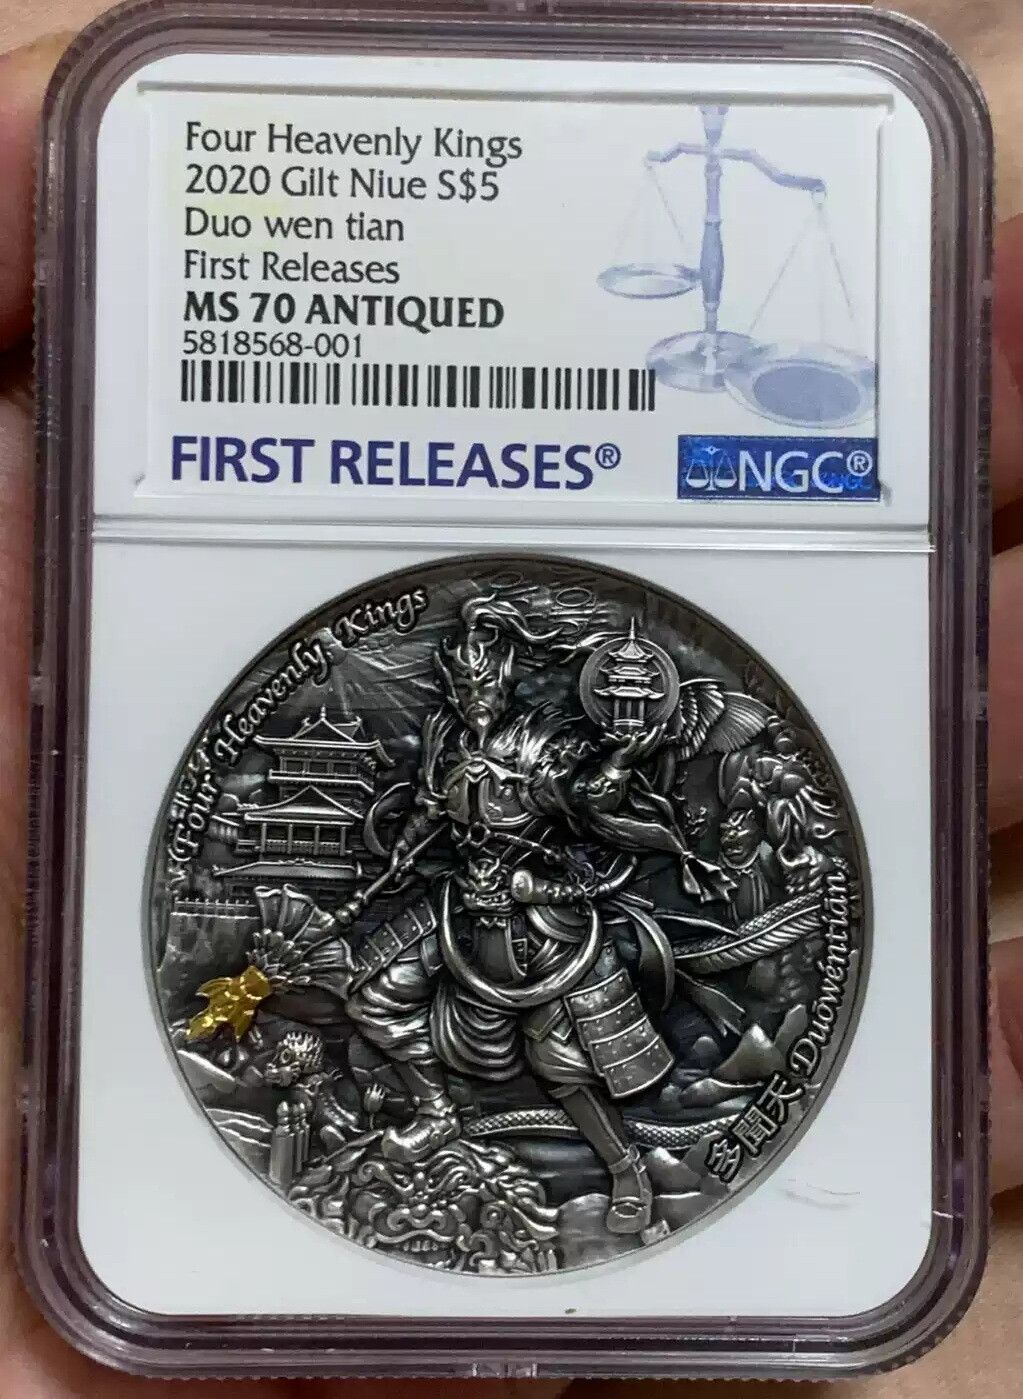 Four Heavenly Kings
2020 Gilt Niue S$5
Duo wen tian
First Releases
MS 70 ANTIQUED
5818568-001
FIRST RELEASES®
NGC®
Four Heavenly Kings
多聞天 Duōwéntiān